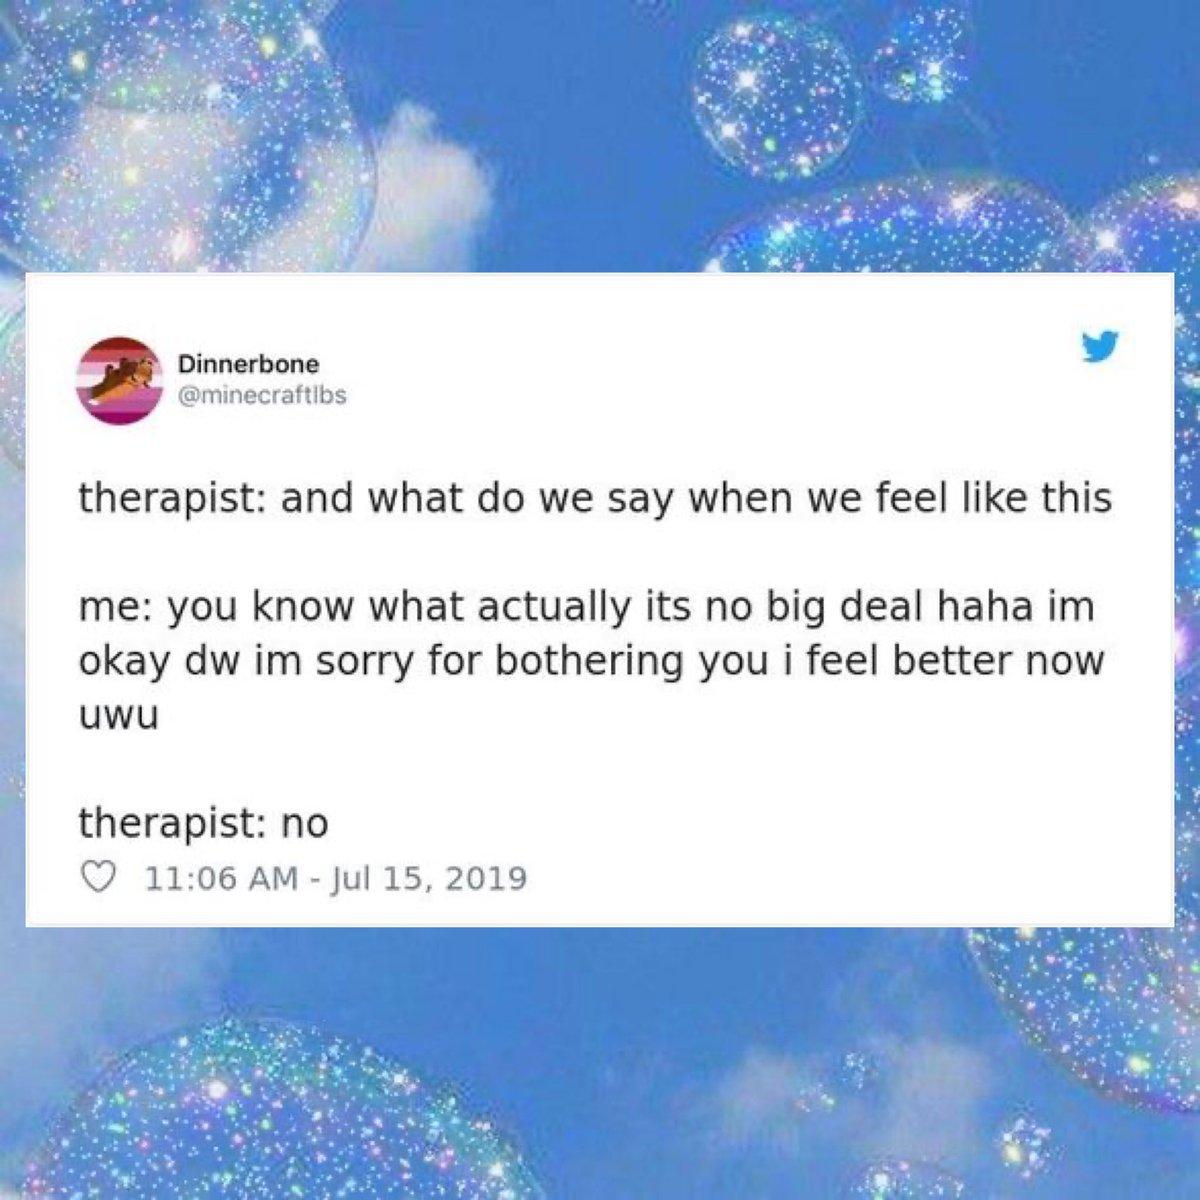 Dinnerbone
@minecraftlbs
therapist: and what do we say when we feel like this
me: you know what actually its no big deal haha im
okay dw im sorry for bothering you i feel better now
uwu
therapist: no
11:06 AM - Jul 15, 2019